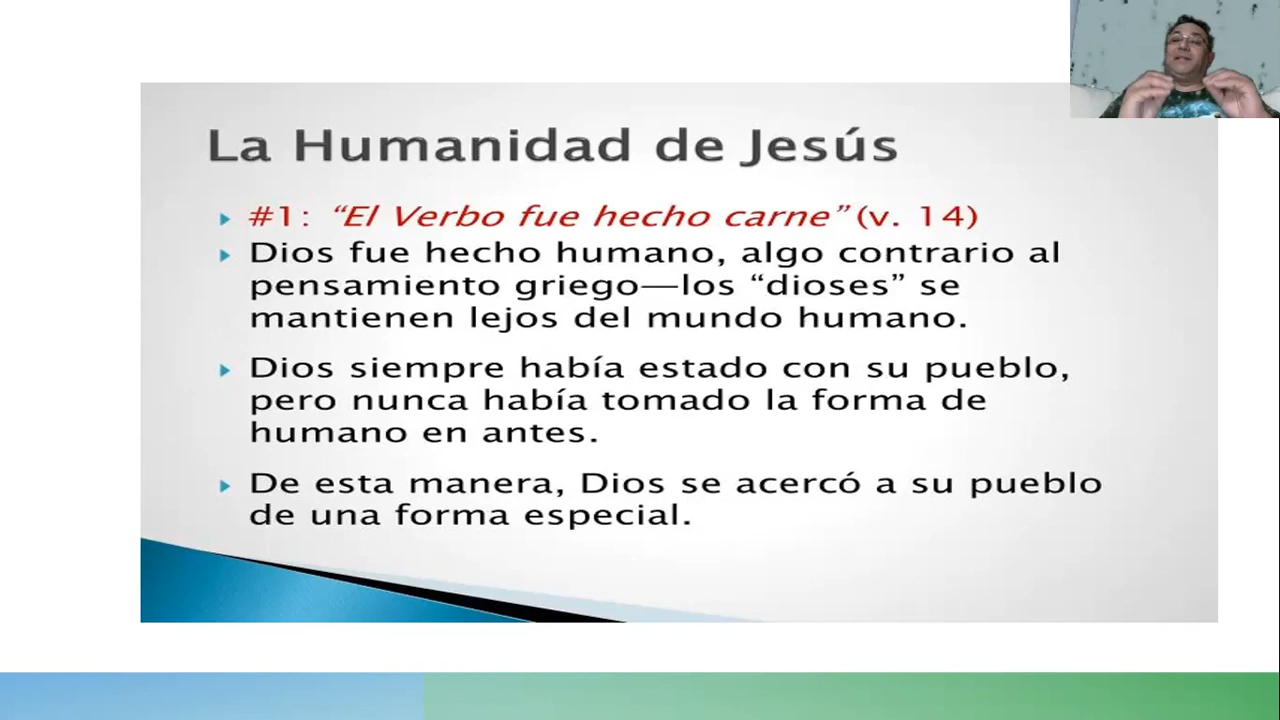 La Humanidad de Jesús
#1: “El Verbo fue hecho carne” (v. 14)
Dios fue hecho humano, algo contrario al
pensamiento griego—los “dioses” se
mantienen lejos del mundo humano.
Dios siempre había estado con su pueblo,
pero nunca había tomado la forma de
humano en antes.
De esta manera, Dios se acercó a su pueblo
de una forma especial.